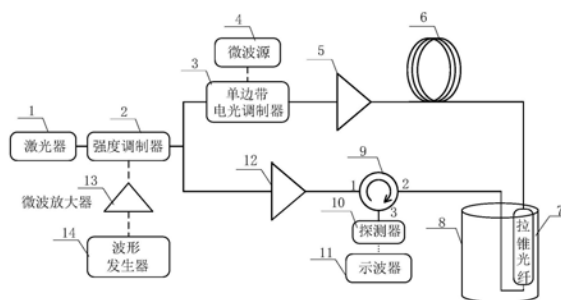 4
微波源
3
单边带
电光调制器
5
6
1
激光器
2
强度调制器
12
9
1
2
3
13
微波放大器
10
探测器
8
拉锥光纤
7
14
波形
发生器
11
示波器